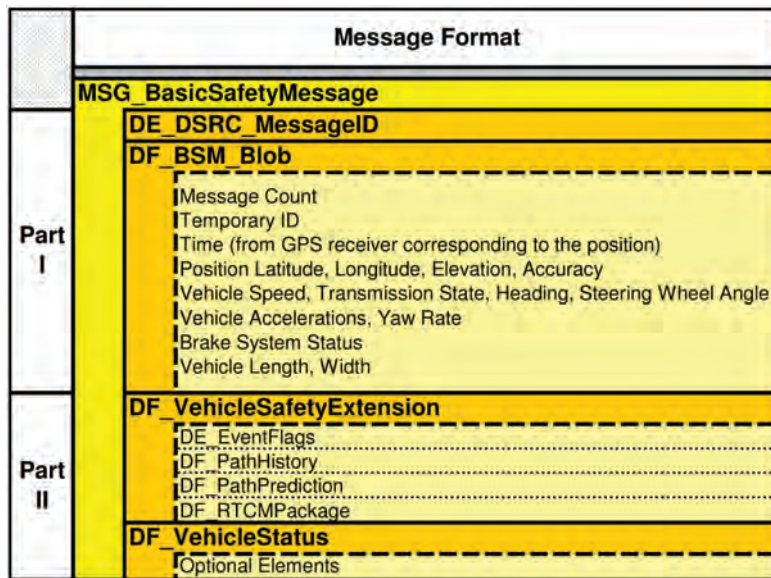 Message Format
MSG_BasicSafetyMessage
Part I
DE_DSRC_MessageID
DF_BSM_Blob
Message Count
Temporary ID
Time (from GPS receiver corresponding to the position)
Position Latitude, Longitude, Elevation, Accuracy
Vehicle Speed, Transmission State, Heading, Steering Wheel Angle
Vehicle Accelerations, Yaw Rate
Brake System Status
Vehicle Length, Width
Part II
DF_VehicleSafetyExtension
DE_EventFlags
DF_PathHistory
DF_PathPrediction
DF_RTCMPackage
DF_VehicleStatus
Optional Elements